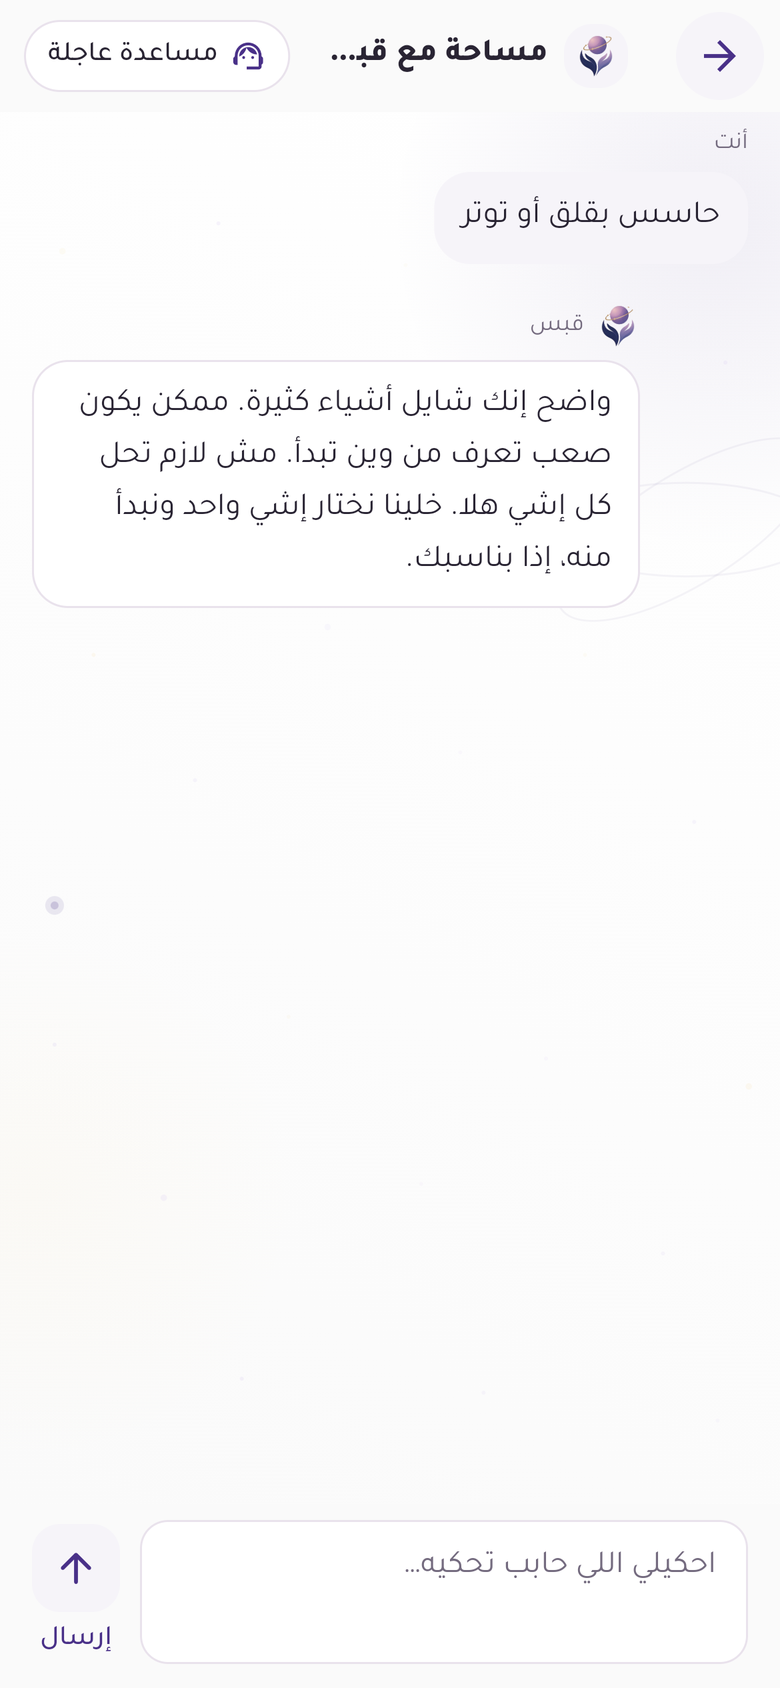 مساحة مع قبـ...
مساعدة عاجلة
أنت
حاسس بقلق أو توتر
قبس
واضح إنك شايل أشياء كثيرة. ممكن يكون
صعب تعرف من وين تبدأ. مش لازم تحل
كل إشي هلا. خلينا نختار إشي واحد ونبدأ
منه، إذا بناسبك.
احكيلي اللي حابب تحكيه...
إرسال